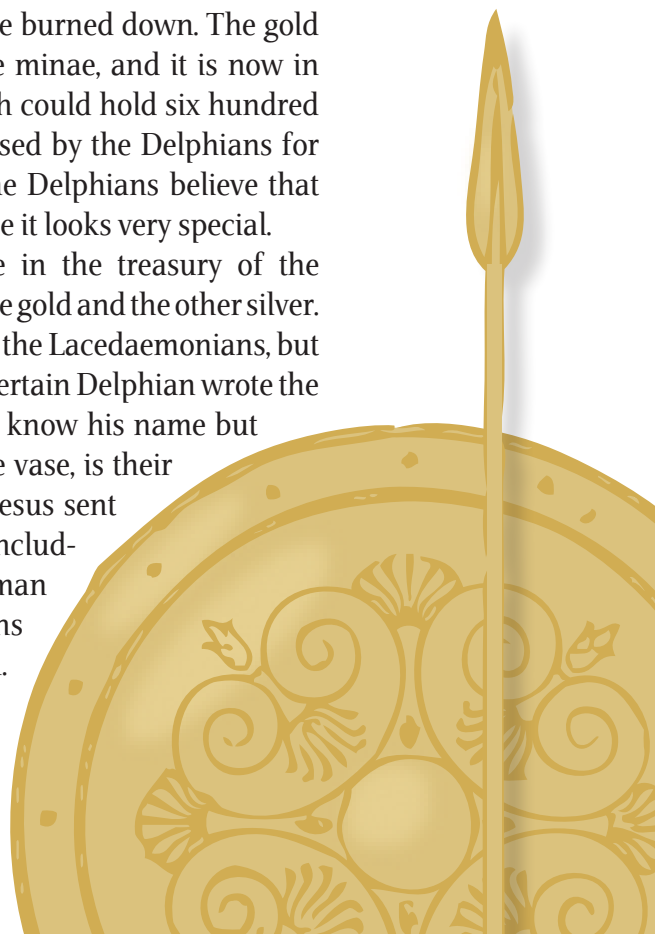 e burned down. The gold
e minae, and it is now in
h could hold six hundred
sed by the Delphians for
ne Delphians believe that
e it looks very special.
e in the treasury of the
e gold and the other silver.
the Lacedaemonians, but
ertain Delphian wrote the
know his name but
e vase, is their
esus sent
nclud-
man
ns
.